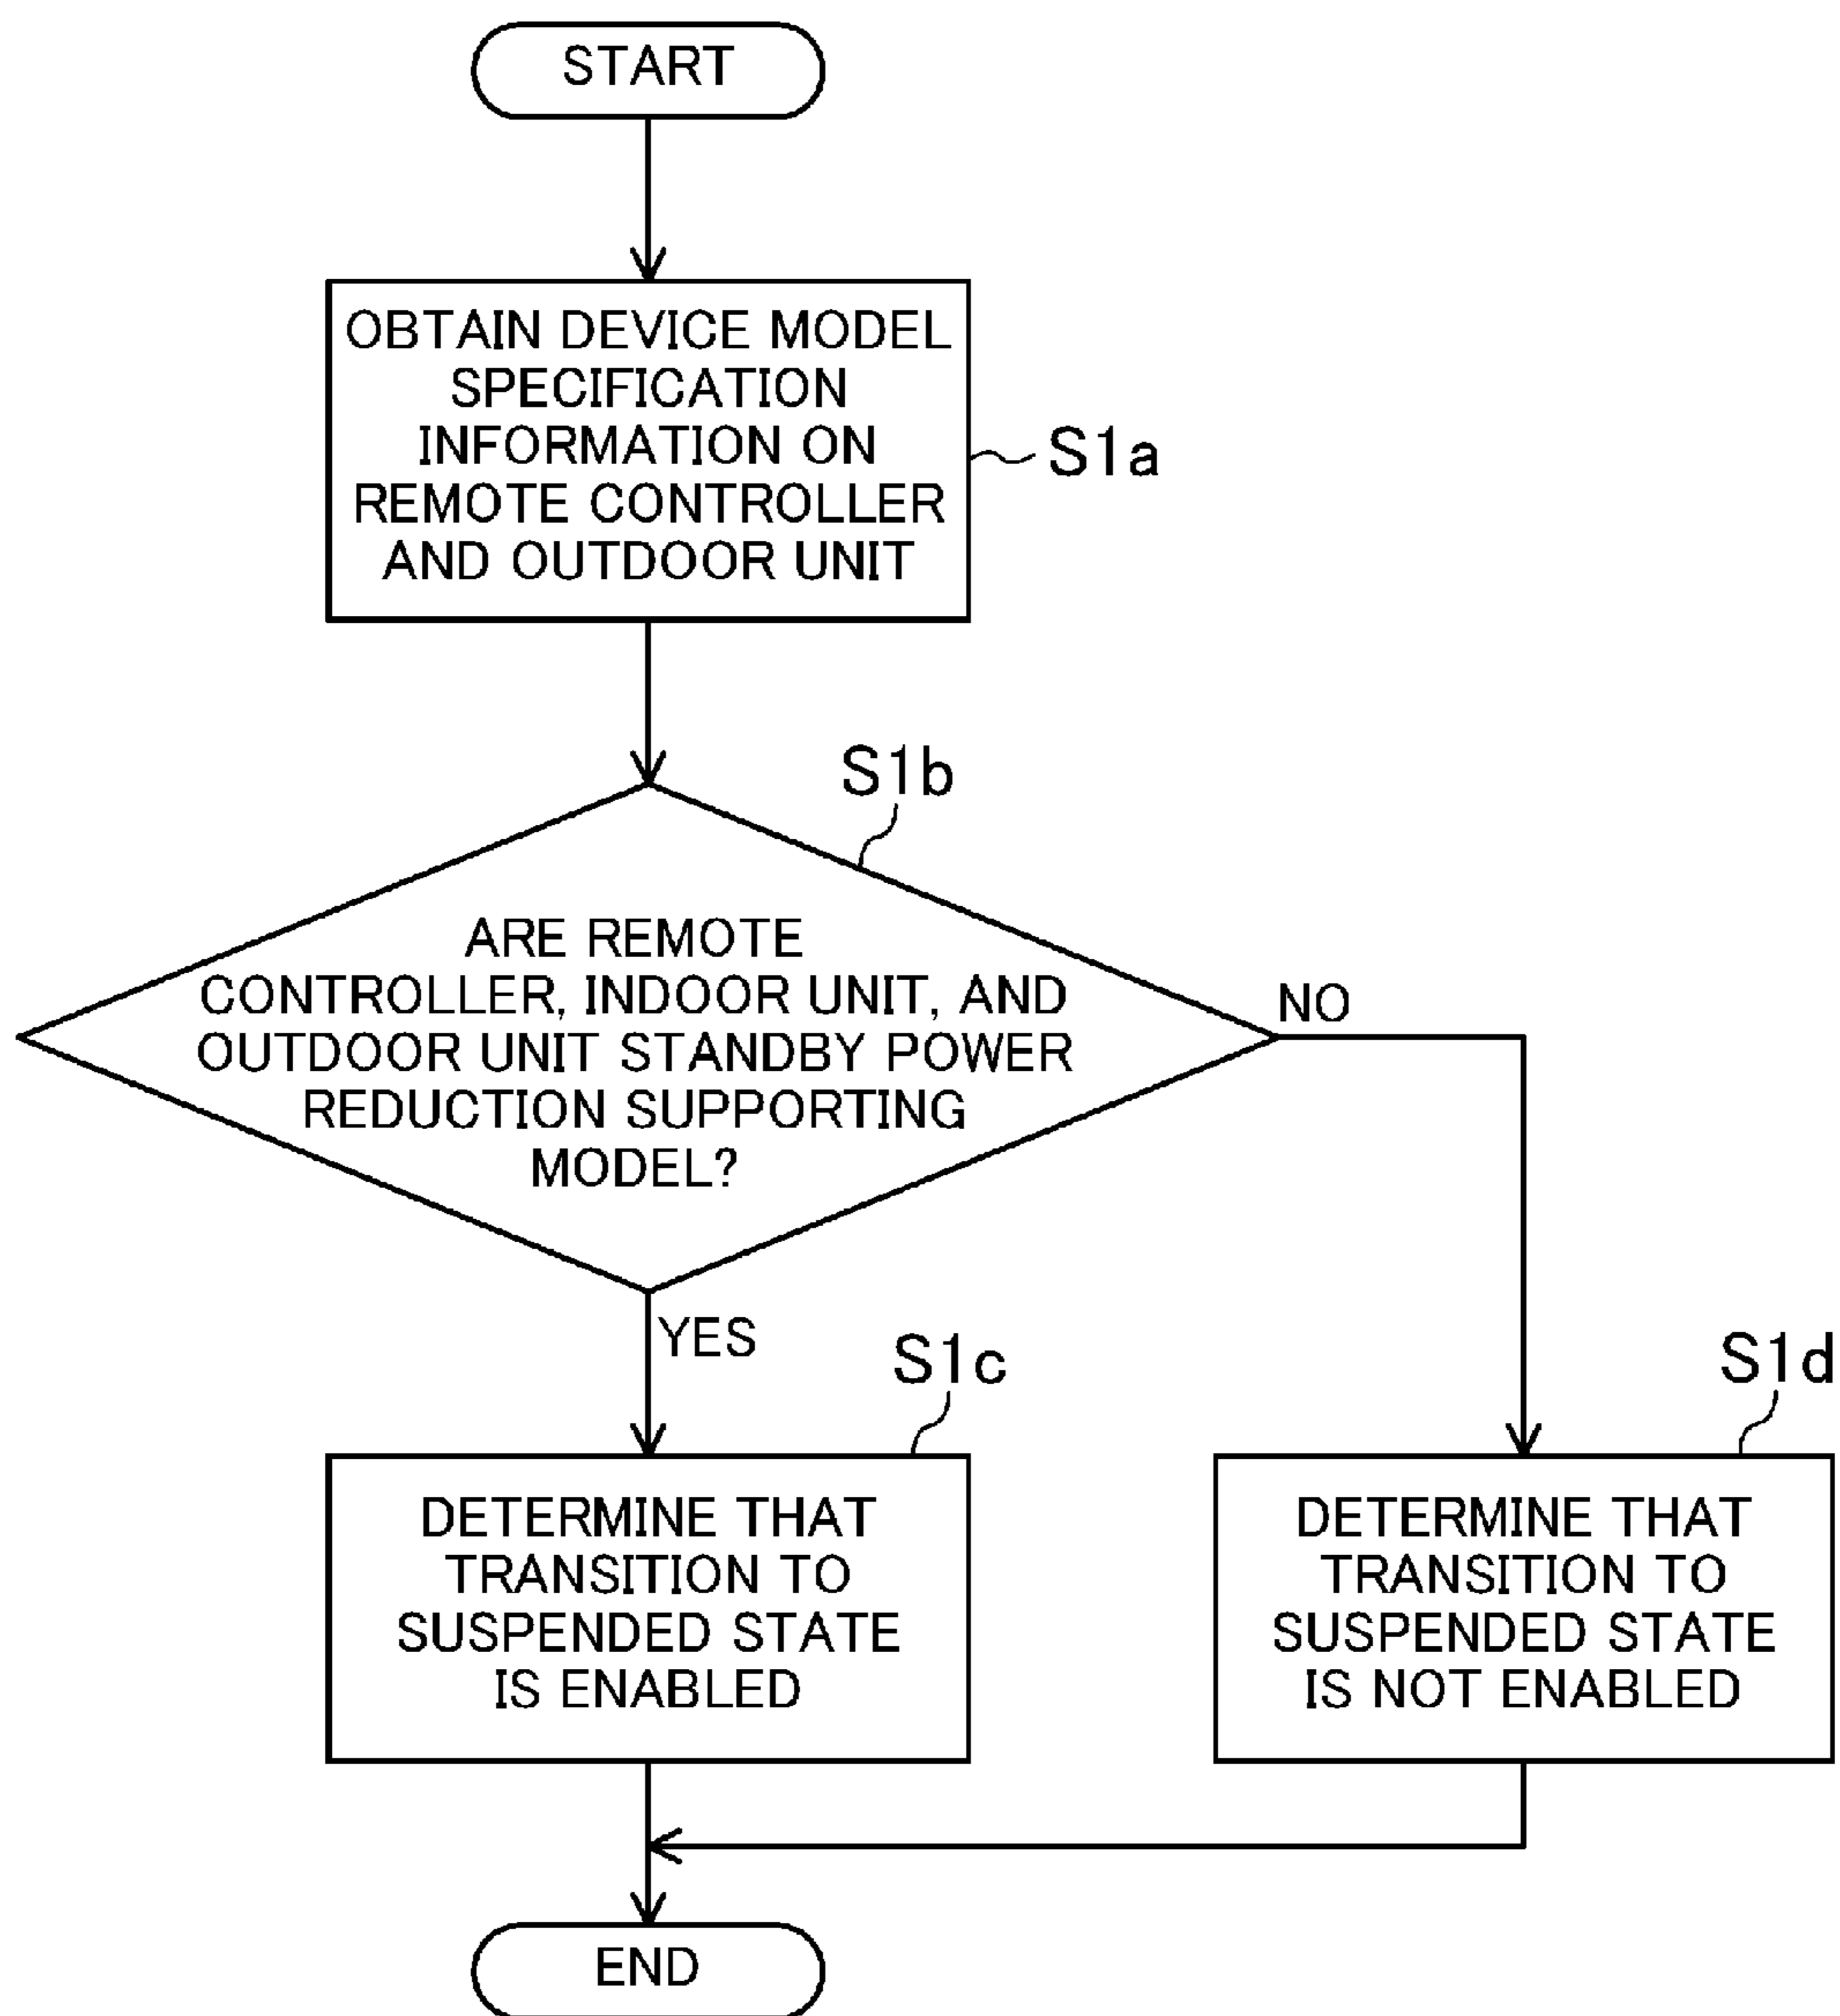 START
OBTAIN DEVICE MODEL
SPECIFICATION
INFORMATION ON
REMOTE CONTROLLER
AND OUTDOOR UNIT
S1a
S1b
ARE REMOTE
CONTROLLER, INDOOR UNIT, AND
OUTDOOR UNIT STANDBY POWER
REDUCTION SUPPORTING
MODEL?
NO
YES
S1c
DETERMINE THAT
TRANSITION TO
SUSPENDED STATE
IS ENABLED
S1d
DETERMINE THAT
TRANSITION TO
SUSPENDED STATE
IS NOT ENABLED
END